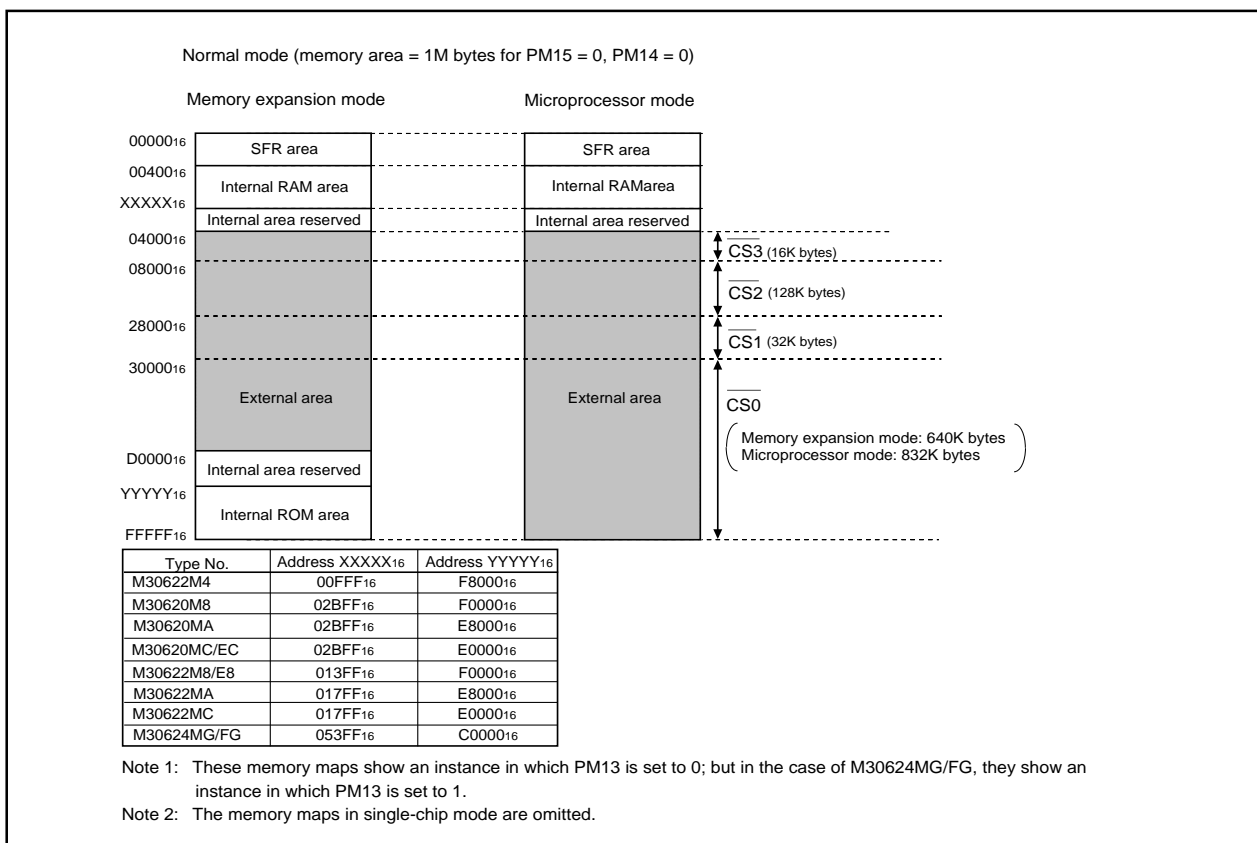 Normal mode (memory area = 1M bytes for PM15 = 0, PM14 = 0)
Memory expansion mode
Microprocessor mode
0000016
SFR area
SFR area
0040016
Internal RAM area
Internal RAMarea
XXXXX16
Internal area reserved
Internal area reserved
0400016
CS3 (16K bytes)
0800016
CS2 (128K bytes)
2800016
CS1 (32K bytes)
3000016
External area
External area
CS0
Memory expansion mode: 640K bytes
Microprocessor mode: 832K bytes
D000016
Internal area reserved
YYYYY16
Internal ROM area
FFFFF16
Type No. Address XXXXX16 Address YYYYY16
M30622M4 00FFF16 F800016
M30620M8 02BFF16 F000016
M30620MA 02BFF16 E800016
M30620MC/EC 02BFF16 E000016
M30622M8/E8 013FF16 F000016
M30622MA 017FF16 E800016
M30622MC 017FF16 E000016
M30624MG/FG 053FF16 C000016
Note 1: These memory maps show an instance in which PM13 is set to 0; but in the case of M30624MG/FG, they show an
instance in which PM13 is set to 1.
Note 2: The memory maps in single-chip mode are omitted.